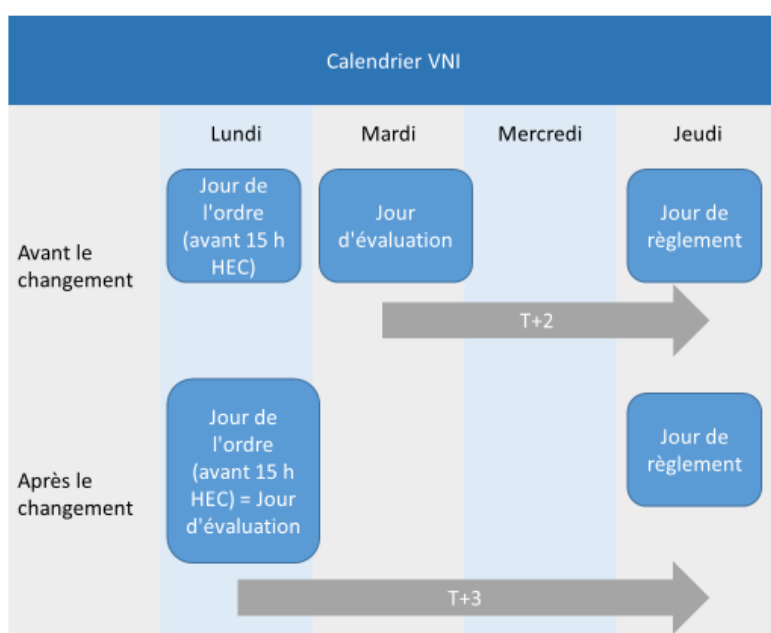 Calendrier VNI
Lundi
Mardi
Mercredi
Jeudi
Avant le
changement
Jour de
l'ordre
(avant 15 h
HEC)
Jour
d'évaluation
Jour de
règlement
T+2
Après le
changement
Jour de
l'ordre
(avant 15 h
HEC) = Jour
d'évaluation
Jour de
règlement
T+3